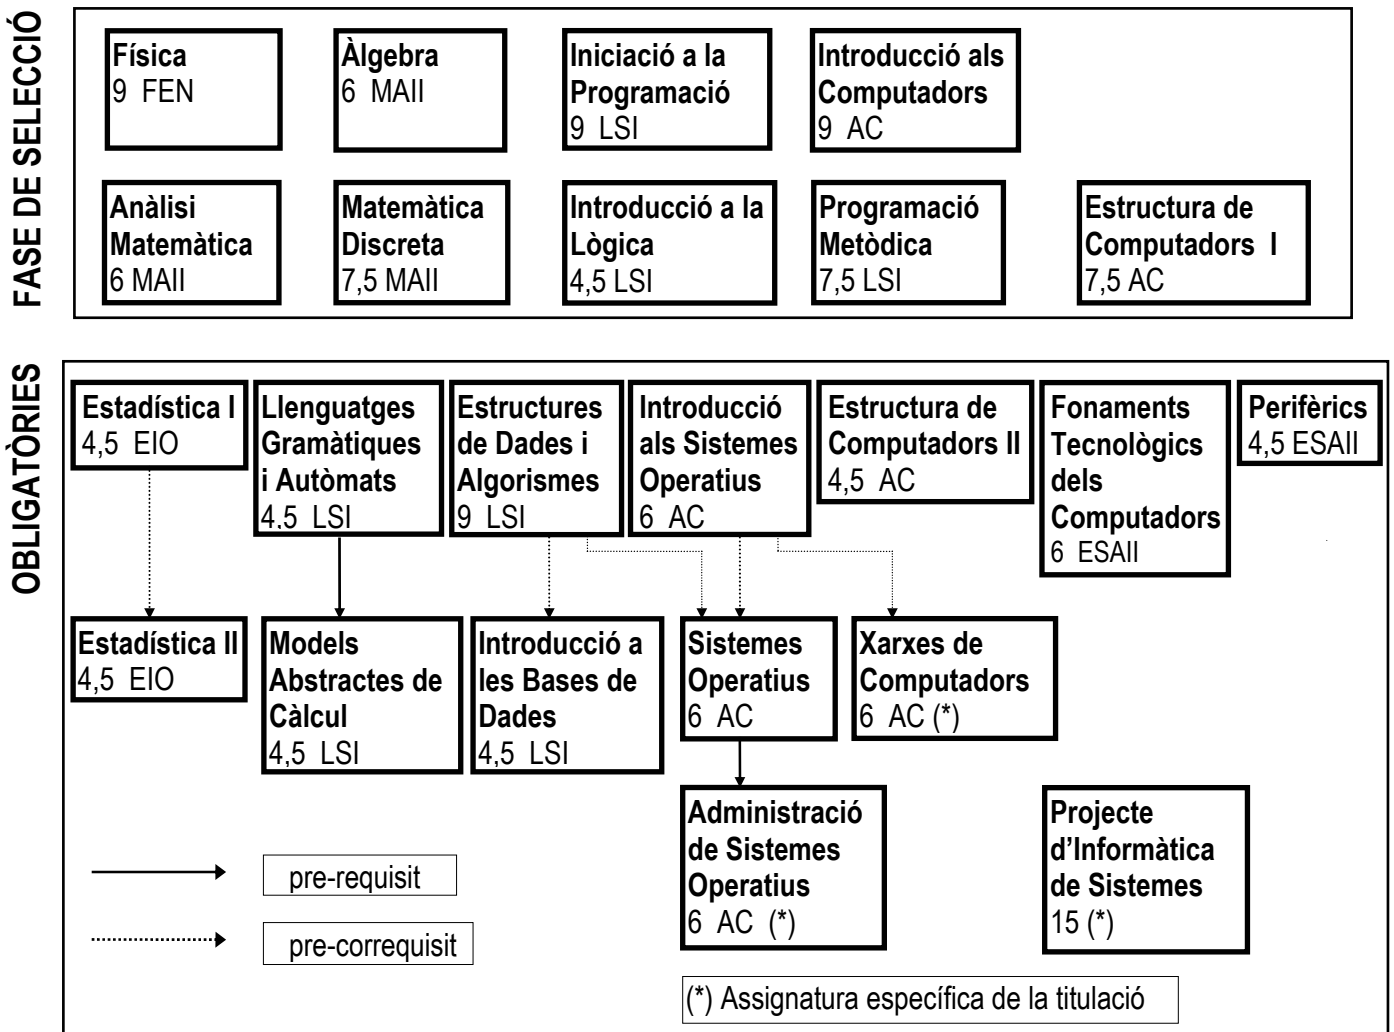 FASE DE SELECCIÓ
Física
9 FEN
Àlgebra
6 MAII
Iniciació a la
Programació
9 LSI
Introducció als
Computadors
9 AC
Anàlisi
Matemàtica
6 MAII
Matemàtica
Discreta
7,5 MAII
Introducció a la
Lògica
4,5 LSI
Programació
Metòdica
7,5 LSI
Estructura de
Computadors I
7,5 AC
OBLIGATÒRIES
Estadística I
4,5 EIO
Llenguatges
Gramàtiques
i Autòmats
4,5 LSI
Estructures
de Dades i
Algorismes
9 LSI
Introducció
als Sistemes
Operatius
6 AC
Estructura de
Computadors II
4,5 AC
Fonaments
Tecnològics
dels
Computadors
6 ESAII
Perifèrics
4,5 ESAII
Estadística II
4,5 EIO
Models
Abstractes de
Càlcul
4,5 LSI
Introducció a
les Bases de
Dades
4,5 LSI
Sistemes
Operatius
6 AC
Xarxes de
Computadors
6 AC (*)
Administració
de Sistemes
Operatius
6 AC (*)
Projecte
d'Informàtica
de Sistemes
15 (*)
pre-requisit
pre-correquisit
(*) Assignatura específica de la titulació